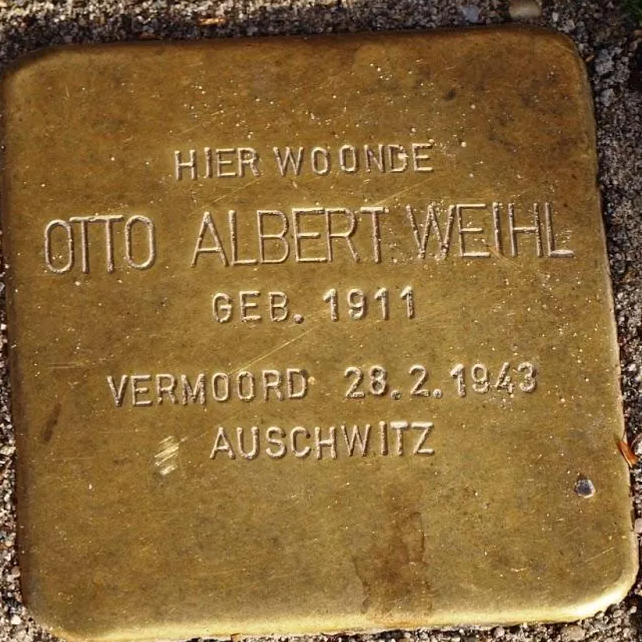 HIER WOONDE
OTTO ALBERT WEIHL
GEB. 1911
VERMOORD 28.2.1943
AUSCHWITZ